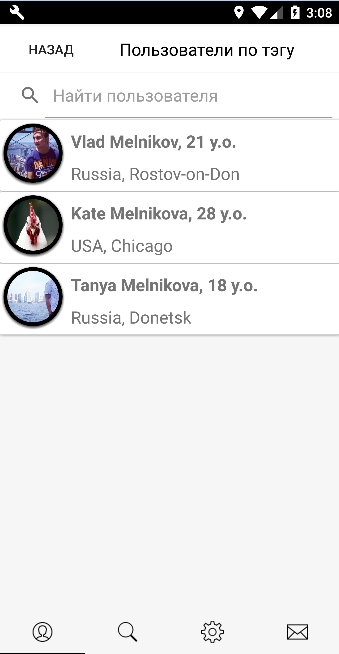 3:08
НАЗАД
Пользователи по тэгу
Найти пользователя
Vlad Melnikov, 21 y.o.
Russia, Rostov-on-Don
Kate Melnikova, 28 y.o.
USA, Chicago
Tanya Melnikova, 18 y.o.
Russia, Donetsk